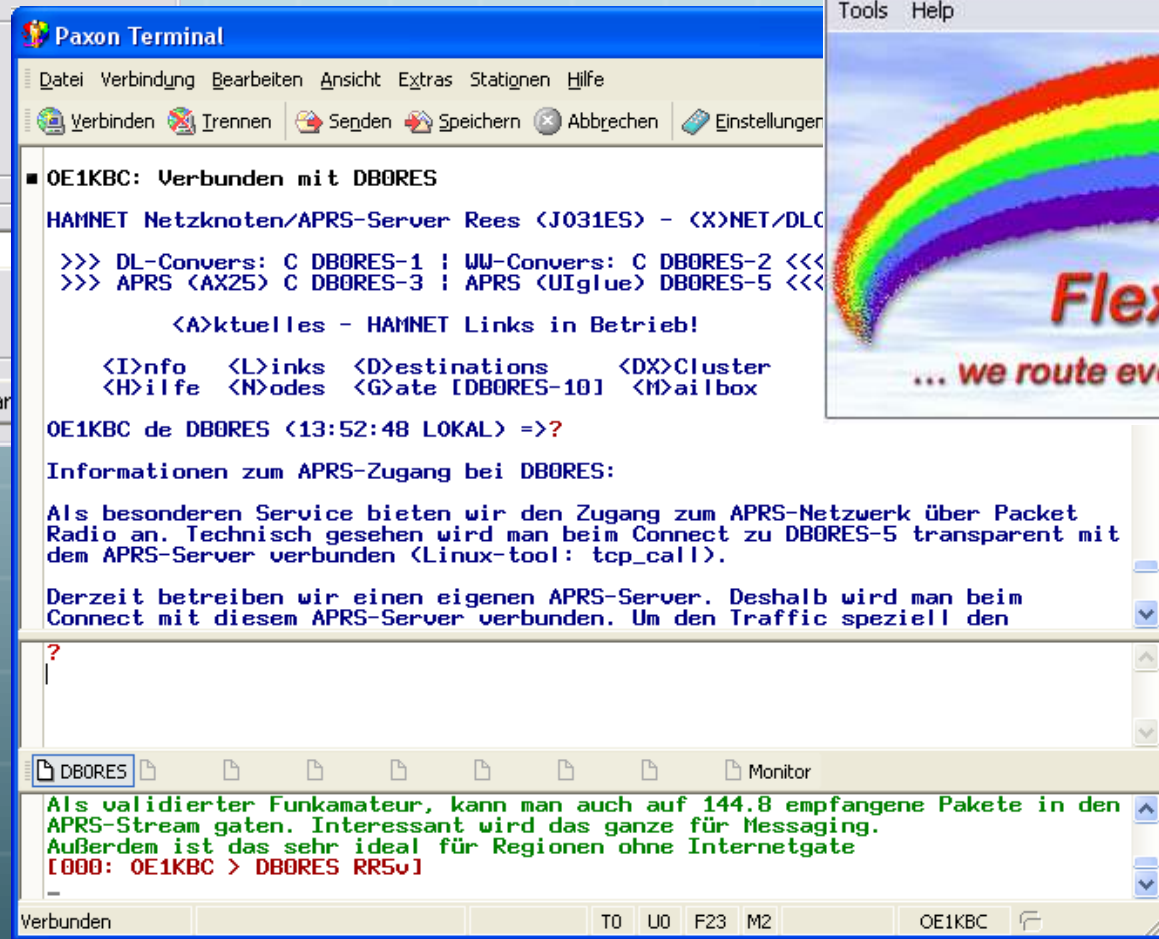 Paxon Terminal
Datei Verbindung Bearbeiten Ansicht Extras Stationen Hilfe
Verbinden Trennen Senden Speichern Abbrechen Einstellungen
OE1KBC: Verbunden mit DB0RES
HAMNET Netzknoten/APRS-Server Rees (JO31ES) - (X)NET/DLC
>>> DL-Convers: C DB0RES-1 ¦ WW-Convers: C DB0RES-2 <<<
>>> APRS (AX25) C DB0RES-3 ¦ APRS (UIglue) DB0RES-5 <<<
<A>ktuelles - HAMNET Links in Betrieb!
<I>nfo <L>inks <D>estinations <DX>Cluster
<H>ilfe <N>odes <G>ate [DB0RES-10] <M>ailbox
OE1KBC de DB0RES (13:52:48 LOKAL) =>?
Informationen zum APRS-Zugang bei DB0RES:
Als besonderen Service bieten wir den Zugang zum APRS-Netzwerk über Packet
Radio an. Technisch gesehen wird man beim Connect zu DB0RES-5 transparent mit
dem APRS-Server verbunden (Linux-tool: tcp_call).
Derzeit betreiben wir einen eigenen APRS-Server. Deshalb wird man beim
Connect mit diesem APRS-Server verbunden. Um den Traffic speziell den
?
DB0RES Monitor
Als validierter Funkamateur, kann man auch auf 144.8 empfangene Pakete in den
APRS-Stream gaten. Interessant wird das ganze für Messaging.
Außerdem ist das sehr ideal für Regionen ohne Internetgate
[000: OE1KBC > DB0RES RR5v]
Verbunden T0 U0 F23 M2 OE1KBC
Tools Help
Flex
... we route eve